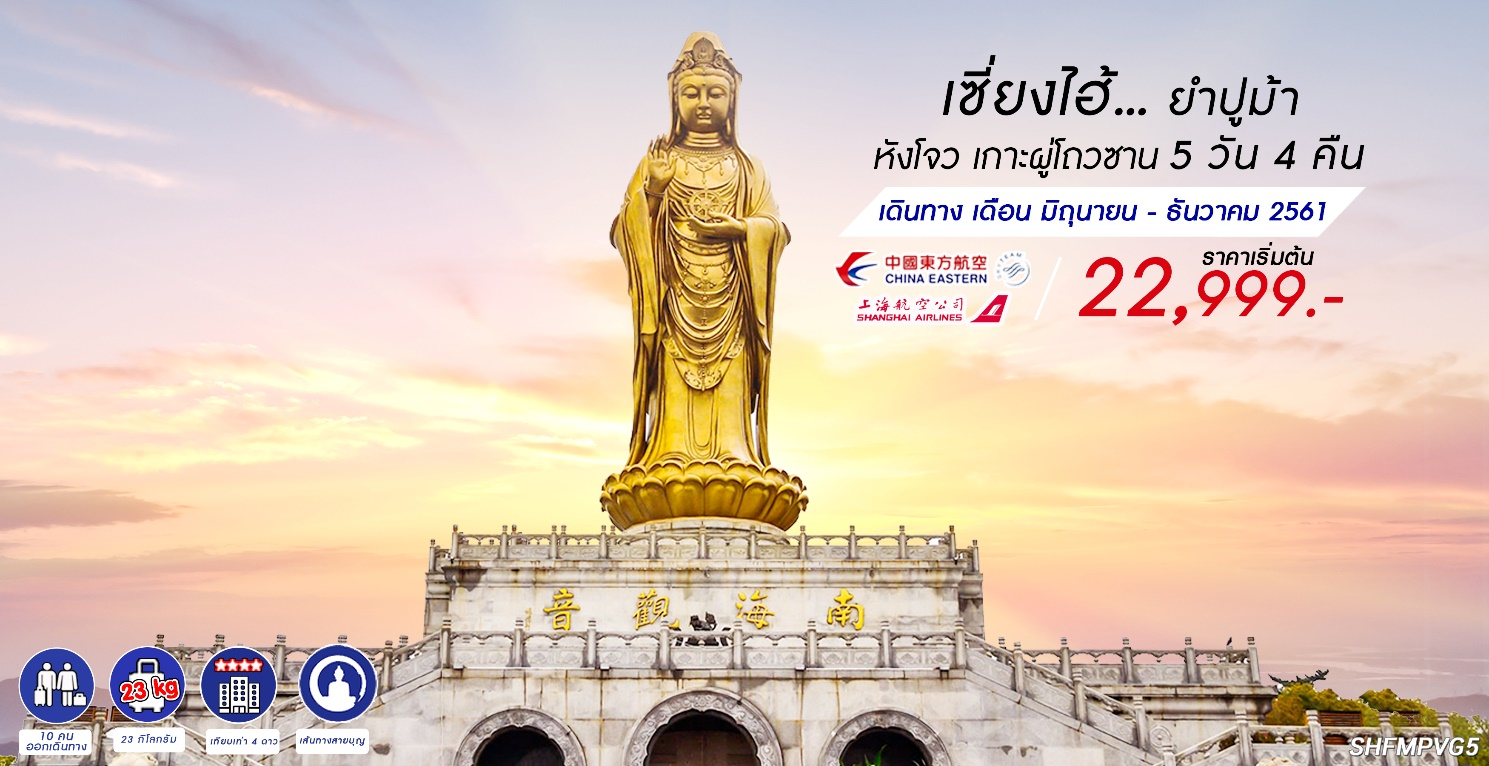 เซี่ยงไฮ้... ยำปูม้า
หังโจว เกาะผู่โถวซาน 5 วัน 4 คืน
เดินทาง เดือน มิถุนายน - ธันวาคม 2561
中國東方航空
CHINA EASTERN
SKYTEAM
上海航空公司
SHANGHAI AIRLINES
ราคาเริ่มต้น
22,999.-
音觀海南
23 kg
10 คน
ออกเดินทาง
23 กิโลกรัม
เทียบเท่า 4 ดาว
เส้นทางสายบุญ
SHFMPVG5